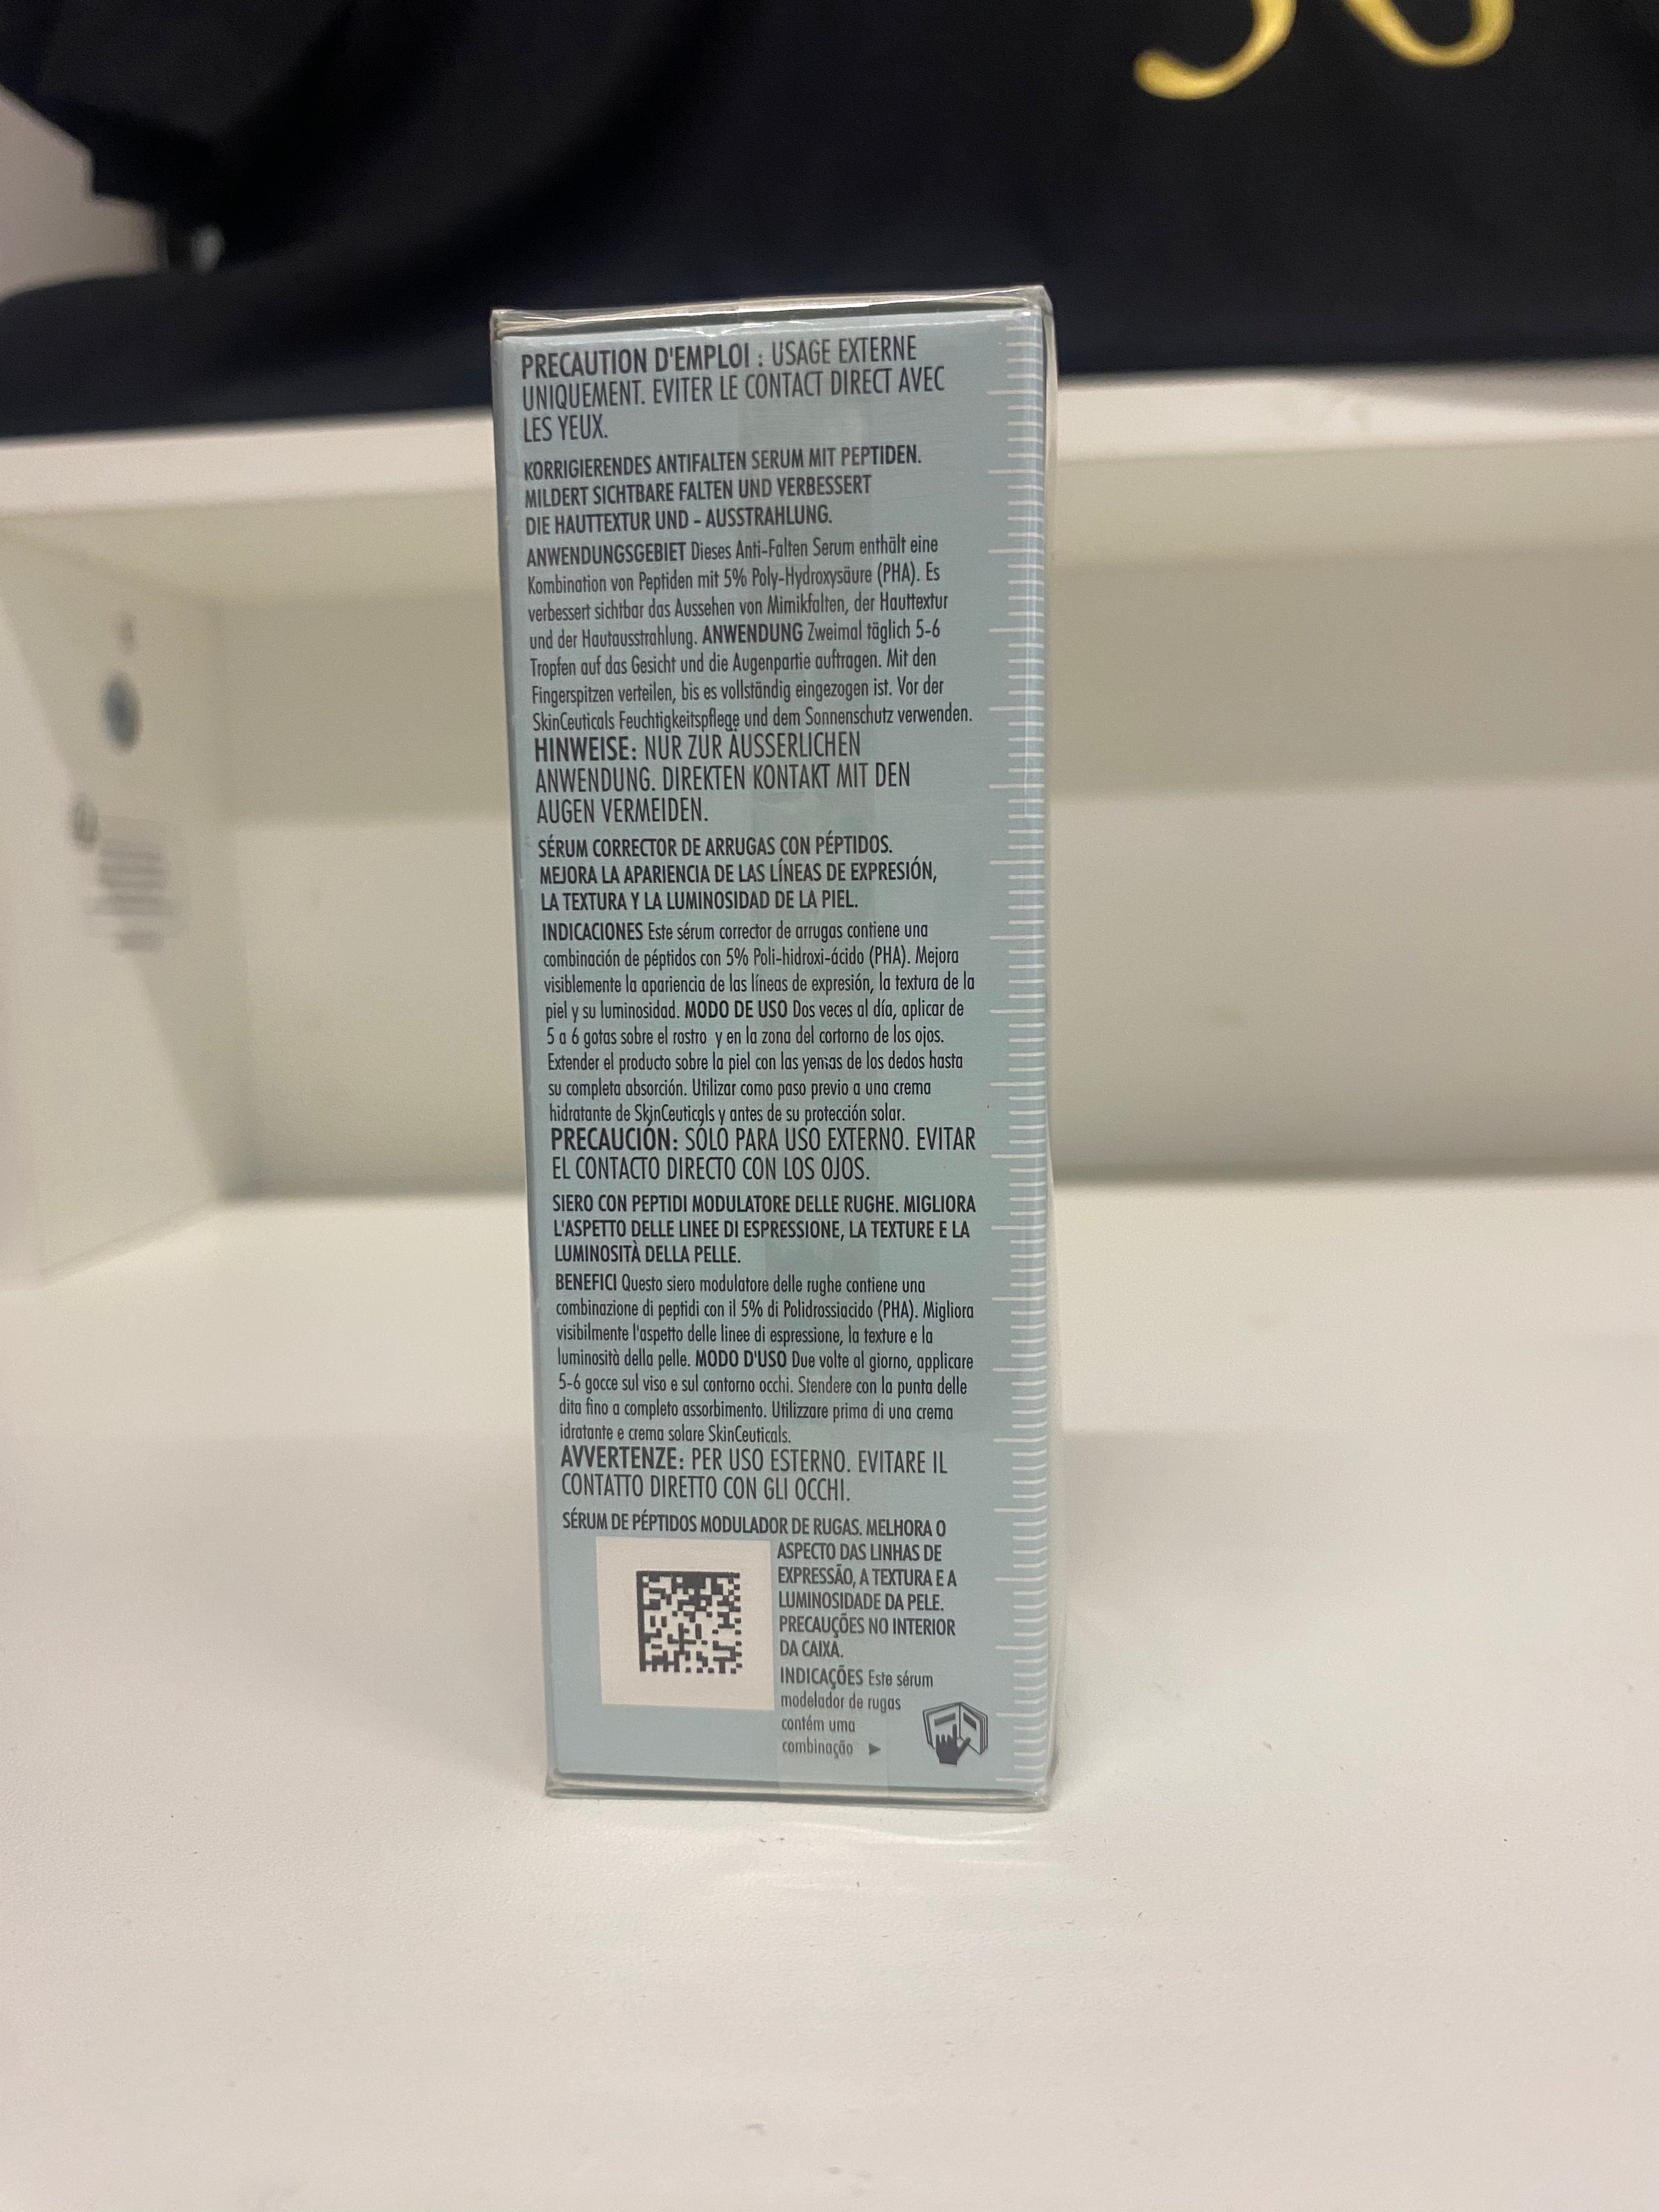 PRECAUTION D'EMPLOI : USAGE EXTERNE
UNIQUEMENT. EVITER LE CONTACT DIRECT AVEC
LES YEUX.
KORRIGIERENDES ANTIFALTEN SERUM MIT PEPTIDEN.
MILDERT SICHTBARE FALTEN UND VERBESSERT
DIE HAUTTEXTUR UND - AUSSTRAHLUNG.
ANWENDUNGSGEBIET Dieses Anti-Falten Serum enthält eine
Kombination von Peptiden mit 5% Poly-Hydroxysäure (PHA). Es
verbessert sichtbar das Aussehen von Mimikfalten, der Hauttextur
und der Hautausstrahlung. ANWENDUNG Zweimal täglich 5-6
Tropfen auf das Gesicht und die Augenpartie auftragen. Mit den
Fingerspitzen verteilen, bis es vollständig eingezogen ist. Vor der
SkinCeuticals Feuchtigkeitspflege und dem Sonnenschutz verwenden.
HINWEISE: NUR ZUR ÄUSSERLICHEN
ANWENDUNG. DIREKTEN KONTAKT MIT DEN
AUGEN VERMEIDEN.
SÉRUM CORRECTOR DE ARRUGAS CON PÉPTIDOS.
MEJORA LA APARIENCIA DE LAS LÍNEAS DE EXPRESIÓN,
LA TEXTURA Y LA LUMINOSIDAD DE LA PIEL.
INDICACIONES Este sérum corrector de arrugas contiene una
combinación de péptidos con 5% Poli-hidroxi-ácido (PHA). Mejora
visiblemente la apariencia de las líneas de expresión, la textura de la
piel y su luminosidad. MODO DE USO Dos veces al día, aplicar de
5 a 6 gotas sobre el rostro y en la zona del cortorno de los ojos.
Extender el producto sobre la piel con las yemas de los dedos hasta
su completa absorción. Utilizar como paso previo a una crema
hidratante de SkinCeuticals y antes de su protección solar.
PRECAUCIÓN: SÓLO PARA USO EXTERNO. EVITAR
EL CONTACTO DIRECTO CON LOS OJOS.
SIERO CON PEPTIDI MODULATORE DELLE RUGHE. MIGLIORA
L'ASPETTO DELLE LINEE DI ESPRESSIONE, LA TEXTURE E LA
LUMINOSITÀ DELLA PELLE.
BENEFICI Questo siero modulatore delle rughe contiene una
combinazione di peptidi con il 5% di Polidrossiacido (PHA). Migliora
visibilmente l'aspetto delle linee di espressione, la texture e la
luminosità della pelle. MODO D'USO Due volte al giorno, applicare
5-6 gocce sul viso e sul contorno occhi. Stendere con la punta delle
dita fino a completo assorbimento. Utilizzare prima di una crema
idratante e crema solare SkinCeuticals.
AVVERTENZE: PER USO ESTERNO. EVITARE IL
CONTATTO DIRETTO CON GLI OCCHI.
SÉRUM DE PÉPTIDOS MODULADOR DE RUGAS. MELHORA O
ASPECTO DAS LINHAS DE
EXPRESSÃO, A TEXTURA E A
LUMINOSIDADE DA PELE.
PRECAUÇÕES NO INTERIOR
DA CAIXA.
INDICAÇÕES Este sérum
modelador de rugas
contém uma
combinação ►